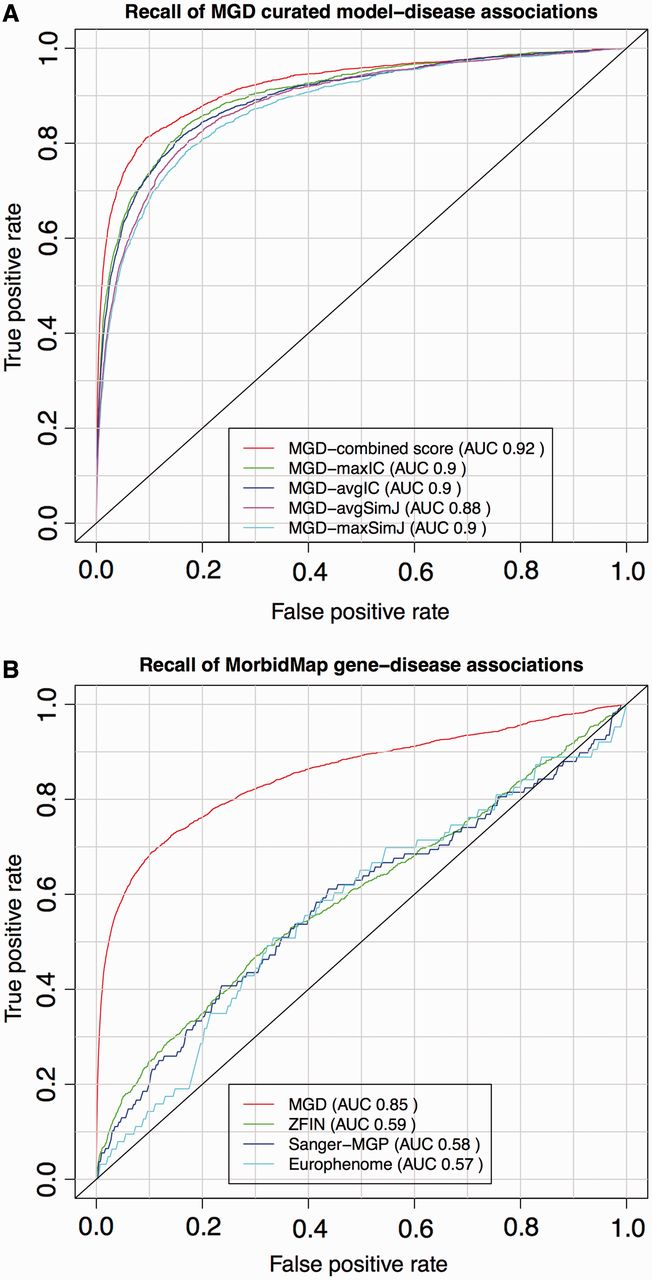 A
Recall of MGD curated model–disease associations
True positive rate
1.0
0.8
0.6
0.4
0.2
0.0
MGD–combined score (AUC 0.92 )
MGD–maxIC (AUC 0.9 )
MGD–avgIC (AUC 0.9 )
MGD–avgSimJ (AUC 0.88 )
MGD–maxSimJ (AUC 0.9 )
0.0 0.2 0.4 0.6 0.8 1.0
False positive rate
B
Recall of MorbidMap gene–disease associations
True positive rate
1.0
0.8
0.6
0.4
0.2
0.0
MGD (AUC 0.85 )
ZFIN (AUC 0.59 )
Sanger–MGP (AUC 0.58 )
Europhenome (AUC 0.57 )
0.0 0.2 0.4 0.6 0.8 1.0
False positive rate